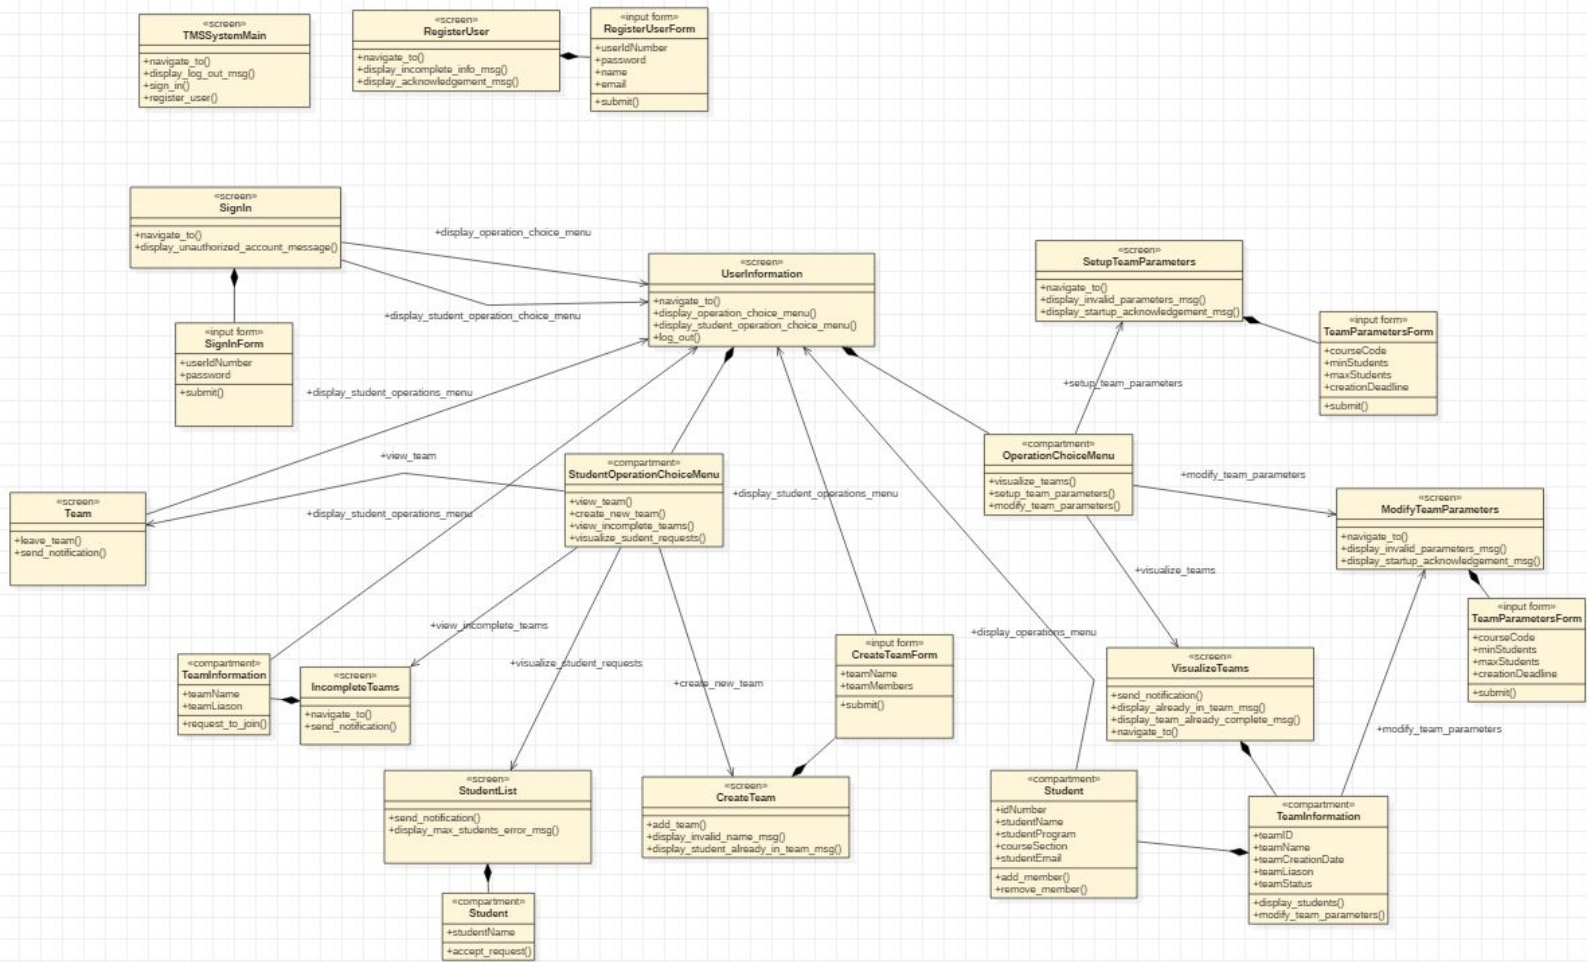 «screen»
TMSSystemMain
+navigate_to()
+display_log_out_msg()
+sign_in()
+register_user()
«screen»
RegisterUser
+navigate_to()
+display_incomplete_info_msg()
+display_acknowledgement_msg()
«input form»
RegisterUserForm
+userIdNumber
+password
+name
+email
+submit()
«screen»
SignIn
+navigate_to()
+display_unauthorized_account_message()
+display_operation_choice_menu
+display_student_operation_choice_menu
«screen»
UserInformation
+navigate_to()
+display_operation_choice_menu()
+display_student_operation_choice_menu()
+log_out()
«screen»
SetupTeamParameters
+navigate_to()
+display_invalid_parameters_msg()
+display_startup_acknowledgement_msg()
«input form»
TeamParametersForm
+courseCode
+minStudents
+maxStudents
+creationDeadline
+submit()
«input form»
SignInForm
+userIdNumber
+password
+submit()
+display_student_operations_menu
+setup_team_parameters
+view_team
«compartment»
StudentOperationChoiceMenu
+view_team()
+create_new_team()
+view_incomplete_teams()
+visualize_sudent_requests()
+display_student_operations_menu
«compartment»
OperationChoiceMenu
+visualize_teams()
+setup_team_parameters()
+modify_team_parameters()
+modify_team_parameters
«screen»
Team
+leave_team()
+send_notification()
+display_student_operations_menu
«screen»
ModifyTeamParameters
+navigate_to()
+display_invalid_parameters_msg()
+display_startup_acknowledgement_msg()
+visualize_teams
«input form»
TeamParametersForm
+courseCode
+minStudents
+maxStudents
+creationDeadline
+submit()
+view_incomplete_teams
+visualize_student_requests
+create_new_team
+display_operations_menu
«compartment»
TeamInformation
+teamName
+teamLiason
+request_to_join()
«screen»
IncompleteTeams
+navigate_to()
+send_notification()
«input form»
CreateTeamForm
+teamName
+teamMembers
+submit()
«screen»
VisualizeTeams
+send_notification()
+display_already_in_team_msg()
+display_team_already_complete_msg()
+navigate_to()
+modify_team_parameters
«screen»
StudentList
+send_notification()
+display_max_students_error_msg()
«screen»
CreateTeam
+add_team()
+display_invalid_name_msg()
+display_student_already_in_team_msg()
«compartment»
Student
+idNumber
+studentName
+studentProgram
+courseSection
+studentEmail
+add_member()
+remove_member()
«compartment»
TeamInformation
+teamID
+teamName
+teamCreationDate
+teamLiason
+teamStatus
+display_students()
+modify_team_parameters()
«compartment»
Student
+studentName
+accept_request()